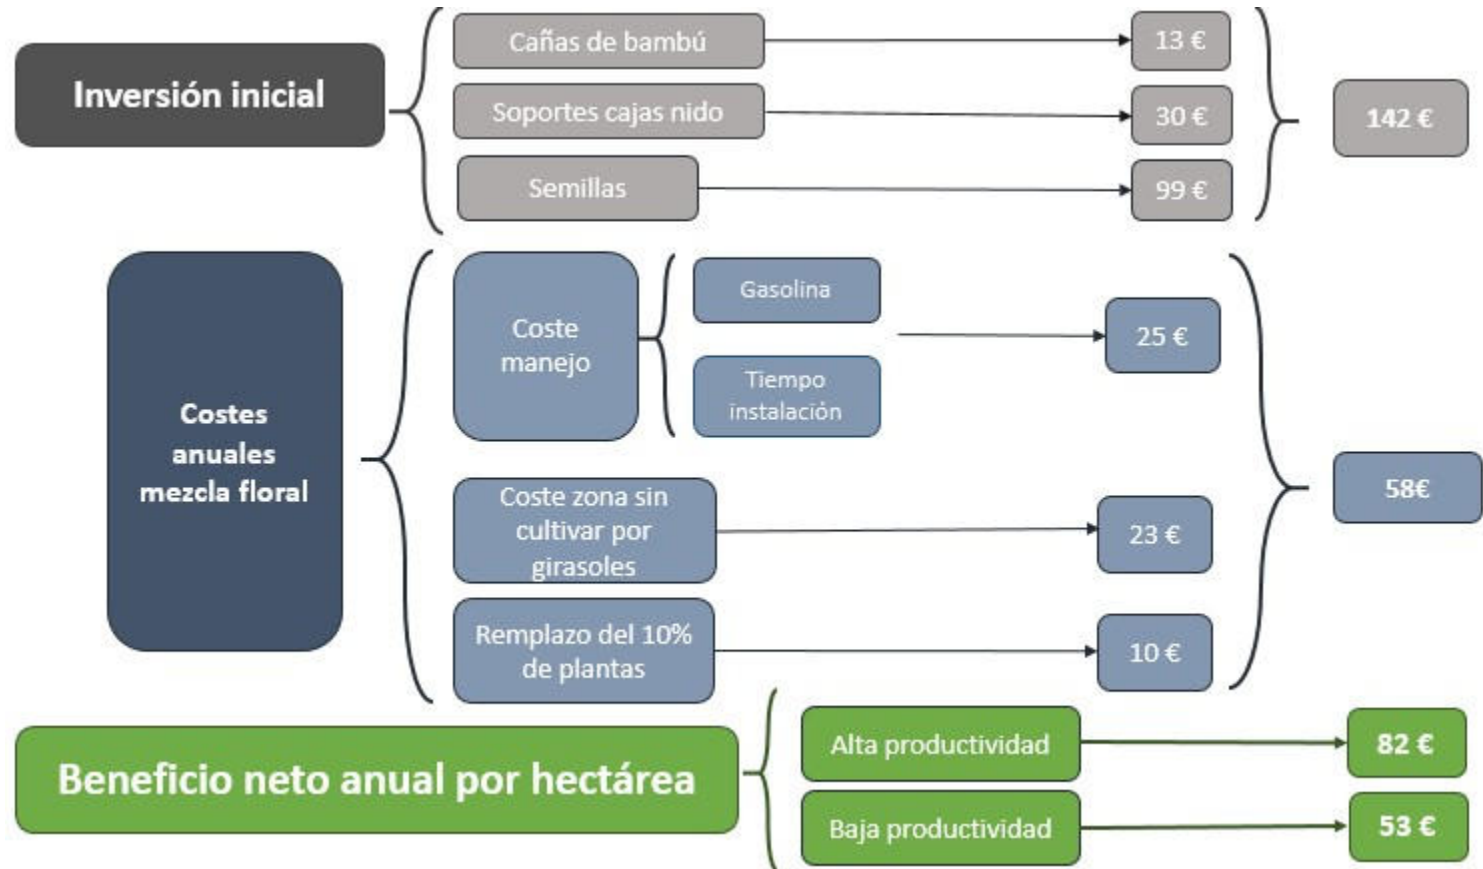 Inversión inicial
Cañas de bambú
13 €
Soportes cajas nido
30 €
Semillas
99 €
142 €
Costes
anuales
mezcla floral
Coste
manejo
Gasolina
Tiempo
instalación
25 €
Coste zona sin
cultivar por
girasoles
23 €
Remplazo del 10%
de plantas
10 €
58€
Beneficio neto anual por hectárea
Alta productividad
82 €
Baja productividad
53 €